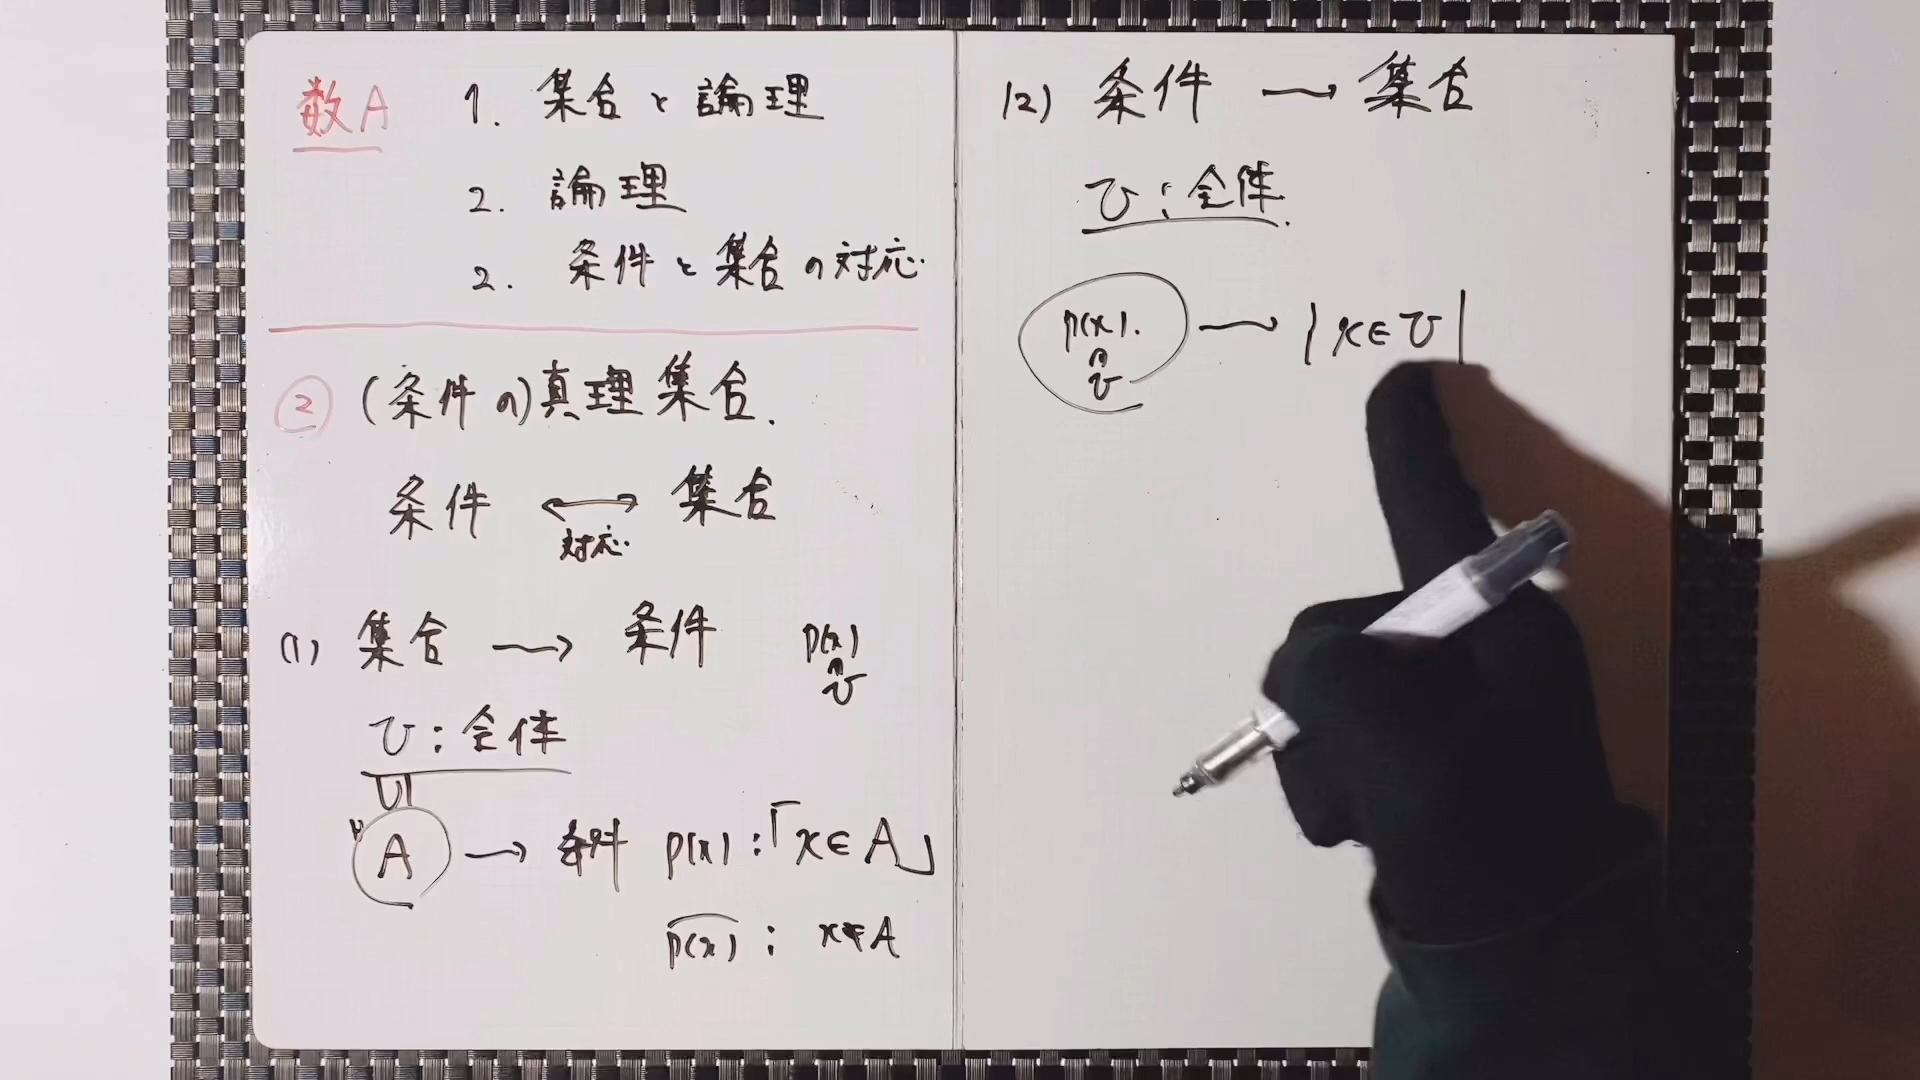 数A 1. 集合と論理
2. 論理
2. 条件と集合の対応.
② (条件の)真理集合.
条件 ⟷ 集合
対応.
(1) 集合 → 条件 p(x)
∩
U
U : 全体
∪|
A → 条件 p(x) :「x∈A」
p(x)‾ : x∉A
(2) 条件 → 集合
U : 全体.
p(x). → | x∈U |
∩
U